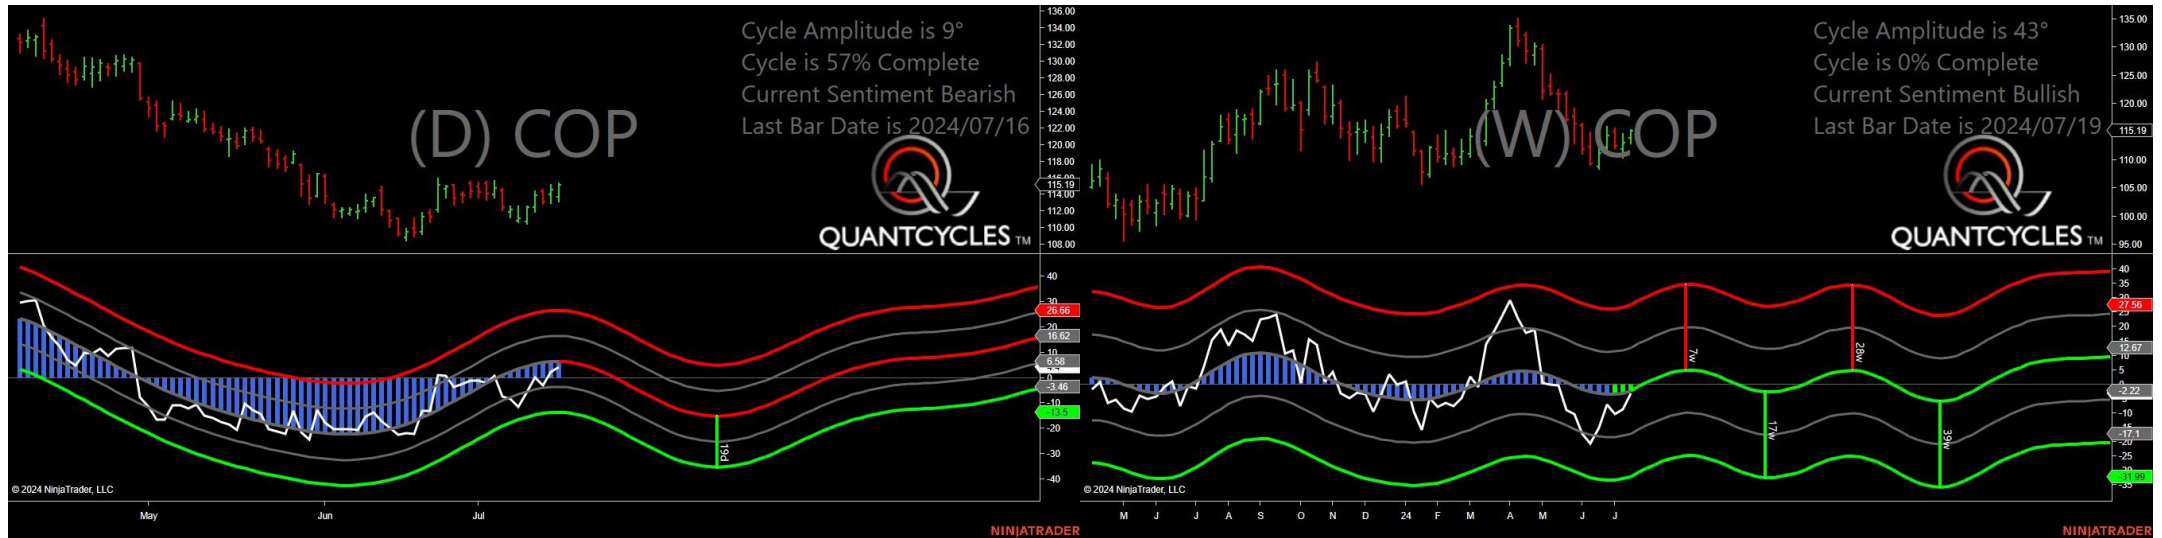 Cycle Amplitude is 9°
Cycle is 57% Complete
Current Sentiment Bearish
Last Bar Date is 2024/07/16
(D) COP
QUANTCYCLES TM
136.00
134.00
132.00
130.00
128.00
126.00
124.00
122.00
120.00
118.00
115.19
114.00
112.00
110.00
108.00
40
30
26.66
20
16.62
10
6.58
0
-3.46
-10
-13.5
-20
-30
-40
19d
© 2024 NinjaTrader, LLC
May Jun Jul
NINJATRADER
Cycle Amplitude is 43°
Cycle is 0% Complete
Current Sentiment Bullish
Last Bar Date is 2024/07/19
(W) COP
QUANTCYCLES TM
135.00
130.00
125.00
120.00
115.19
110.00
105.00
100.00
95.00
40
35
27.56
25
20
15
12.67
10
5
0
-2.22
-10
-17.1
-20
-25
-31.99
-35
7w 28w
17w 39w
© 2024 NinjaTrader, LLC
M J J A S O N D 24 F M A M J J
NINJATRADER